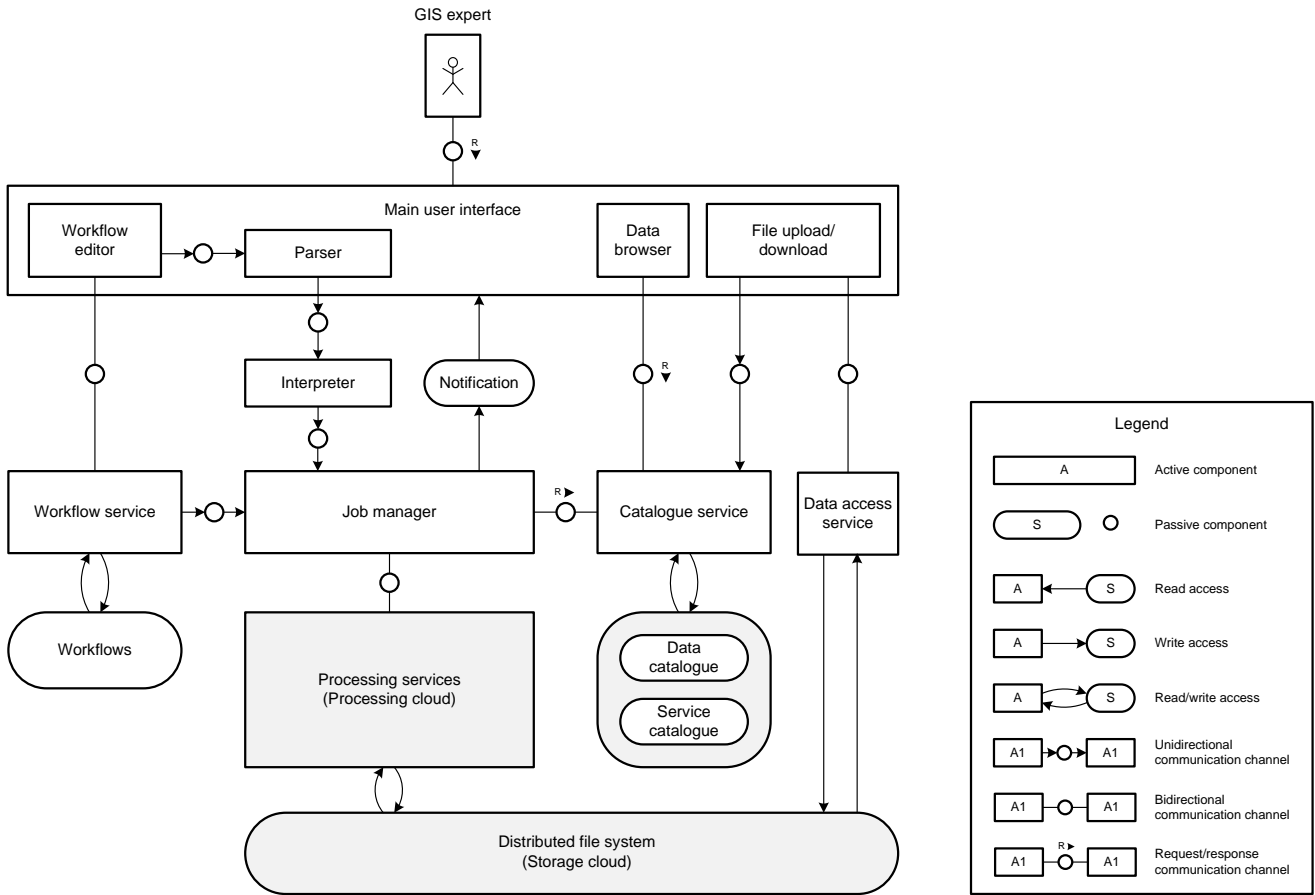 GIS expert
R
Main user interface
Workflow
editor
Parser
Data
browser
File upload/
download
Interpreter
Notification
R
Workflow service
Job manager
R
Catalogue service
Data access
service
Workflows
Processing services
(Processing cloud)
Data
catalogue
Service
catalogue
Distributed file system
(Storage cloud)
Legend
A
Active component
S
Passive component
A
S
Read access
A
S
Write access
A
S
Read/write access
A1
A1
Unidirectional
communication channel
A1
A1
Bidirectional
communication channel
R
A1
A1
Request/response
communication channel